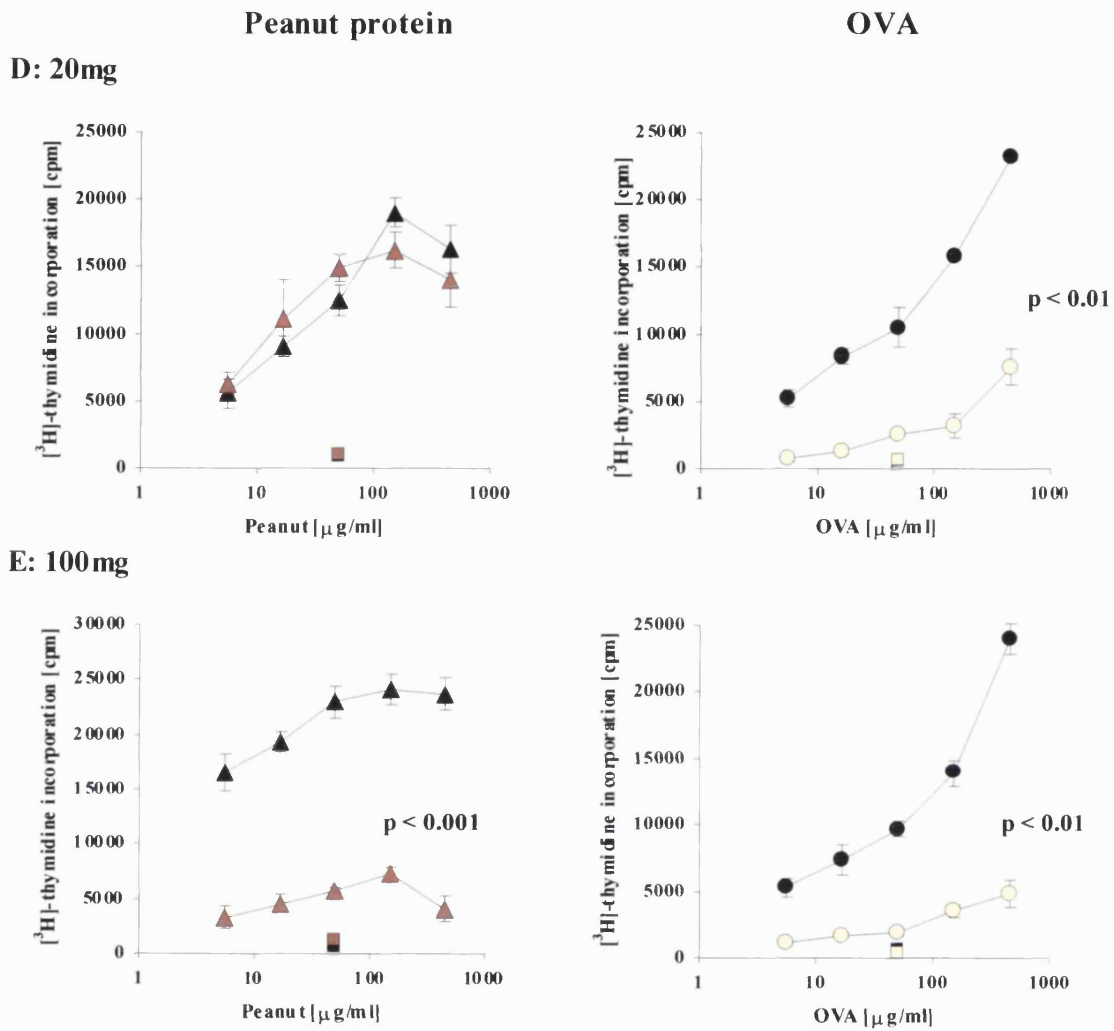 Peanut protein
OVA
D: 20mg
[³H]-thymidine incorporation [cpm]
25000
20000
15000
10000
5000
0
1
10
100
1000
Peanut [μg/ml]
[³H]-thymidine incorporation [cpm]
25000
20000
15000
10000
5000
0
p < 0.01
1
10
100
1000
OVA [μg/ml]
E: 100mg
[³H]-thymidine incorporation [cpm]
30000
25000
20000
15000
10000
5000
0
p < 0.001
1
10
100
1000
Peanut [μg/ml]
[³H]-thymidine incorporation [cpm]
25000
20000
15000
10000
5000
0
p < 0.01
1
10
100
1000
OVA [μg/ml]